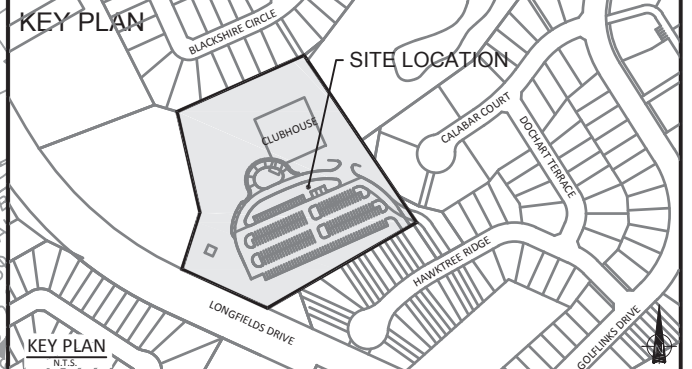 KEY PLAN
BLACKSHIRE CIRCLE
SITE LOCATION
CLUBHOUSE
CALABAR COURT
DOCHART TERRACE
HAWKTREE RIDGE
LONGFIELDS DRIVE
GOLFLINKS DRIVE
KEY PLAN
N.T.S.
N